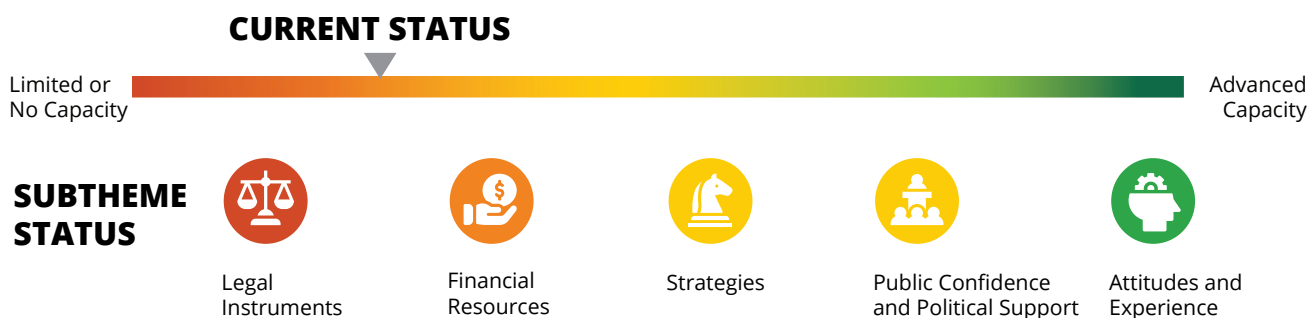 CURRENT STATUS
Limited or
No Capacity
Advanced
Capacity
SUBTHEME
STATUS
$
Legal
Instruments
Financial
Resources
Strategies
Public Confidence
and Political Support
Attitudes and
Experience